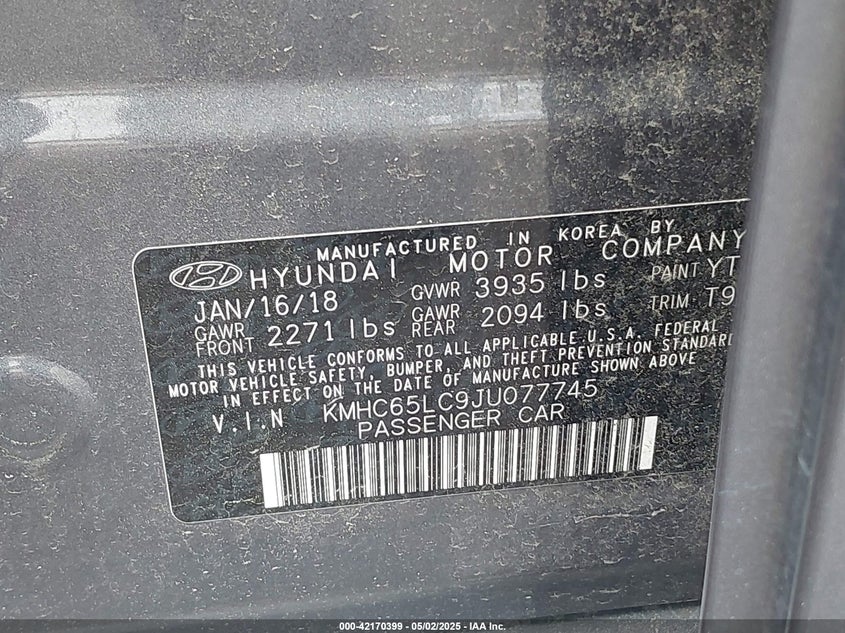 MANUFACTURED IN KOREA BY
HYUNDAI MOTOR COMPANY
JAN/16/18 GVWR 3935 lbs PAINT YT
GAWR FRONT 2271 lbs GAWR REAR 2094 lbs TRIM T9
THIS VEHICLE CONFORMS TO ALL APPLICABLE U.S.A. FEDERAL
MOTOR VEHICLE SAFETY, BUMPER, AND THEFT PREVENTION STANDARD
IN EFFECT ON THE DATE OF MANUFACTURE SHOWN ABOVE
V.I.N KMHC65LC9JU077745
PASSENGER CAR
000-42170399 - 05/02/2025 - IAA Inc.